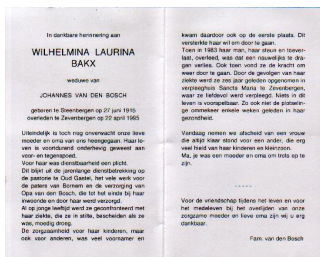 In dankbare herinnering aan
WILHELMINA LAURINA
BAKX
weduwe van
JOHANNES VAN DEN BOSCH
geboren te Steenbergen op 27 juni 1915
overleden te Zevenbergen op 22 april 1995
Uiteindelijk is toch nog onverwacht onze lieve
moeder en oma van ons heengegaan. Haar le-
ven is voortdurend onderhevig geweest aan
voor- en tegenspoed.
Voor haar was dienstbaarheid een plicht.
Dit blijkt uit de jarenlange dienstbetrekking op
de pastorie te Oud Gastel, het vele werk voor
de paters van Bornem en de verzorging van
Opa van den Bosch, die tot het einde bij haar
inwoonde en door haar werd verzorgd.
Al op jonge leeftijd werd ze geconfronteerd met
haar ziekte, die ze in stilte, bescheiden als ze
was, moedig droeg.
De zorgzaamheid voor haar kinderen, maar
ook voor anderen, was veel voornamer en
kwam daardoor ook op de eerste plaats. Dit
versterkte haar wil om door te gaan.
Toen in 1983 haar man, haar steun en toever-
laat, overleed, was dat een nauwelijks te dra-
gen verlies. Ook toen vond ze de kracht om
weer door te gaan. Door de gevolgen van haar
ziekte werd ze zes jaar geleden opgenomen in
verpleeghuis Sancta Maria te Zevenbergen,
waar ze liefdevol werd verpleegd. Niets in dit
leven is voorspelbaar. Zo ook niet de plotselin-
ge ommekeer enkele weken geleden in haar
gezondheid.
Vandaag nemen we afscheid van een vrouw
die altijd klaar stond voor een ander, die erg
veel hield van haar kinderen en kleinzoon.
Ma, je was een moeder en oma om trots op te
zijn.
-----
Voor de vriendschap tijdens het leven en voor
het medeleven bij het overlijden van onze
zorgzame moeder en lieve oma zijn wij u erg
dankbaar.
Fam. van den Bosch